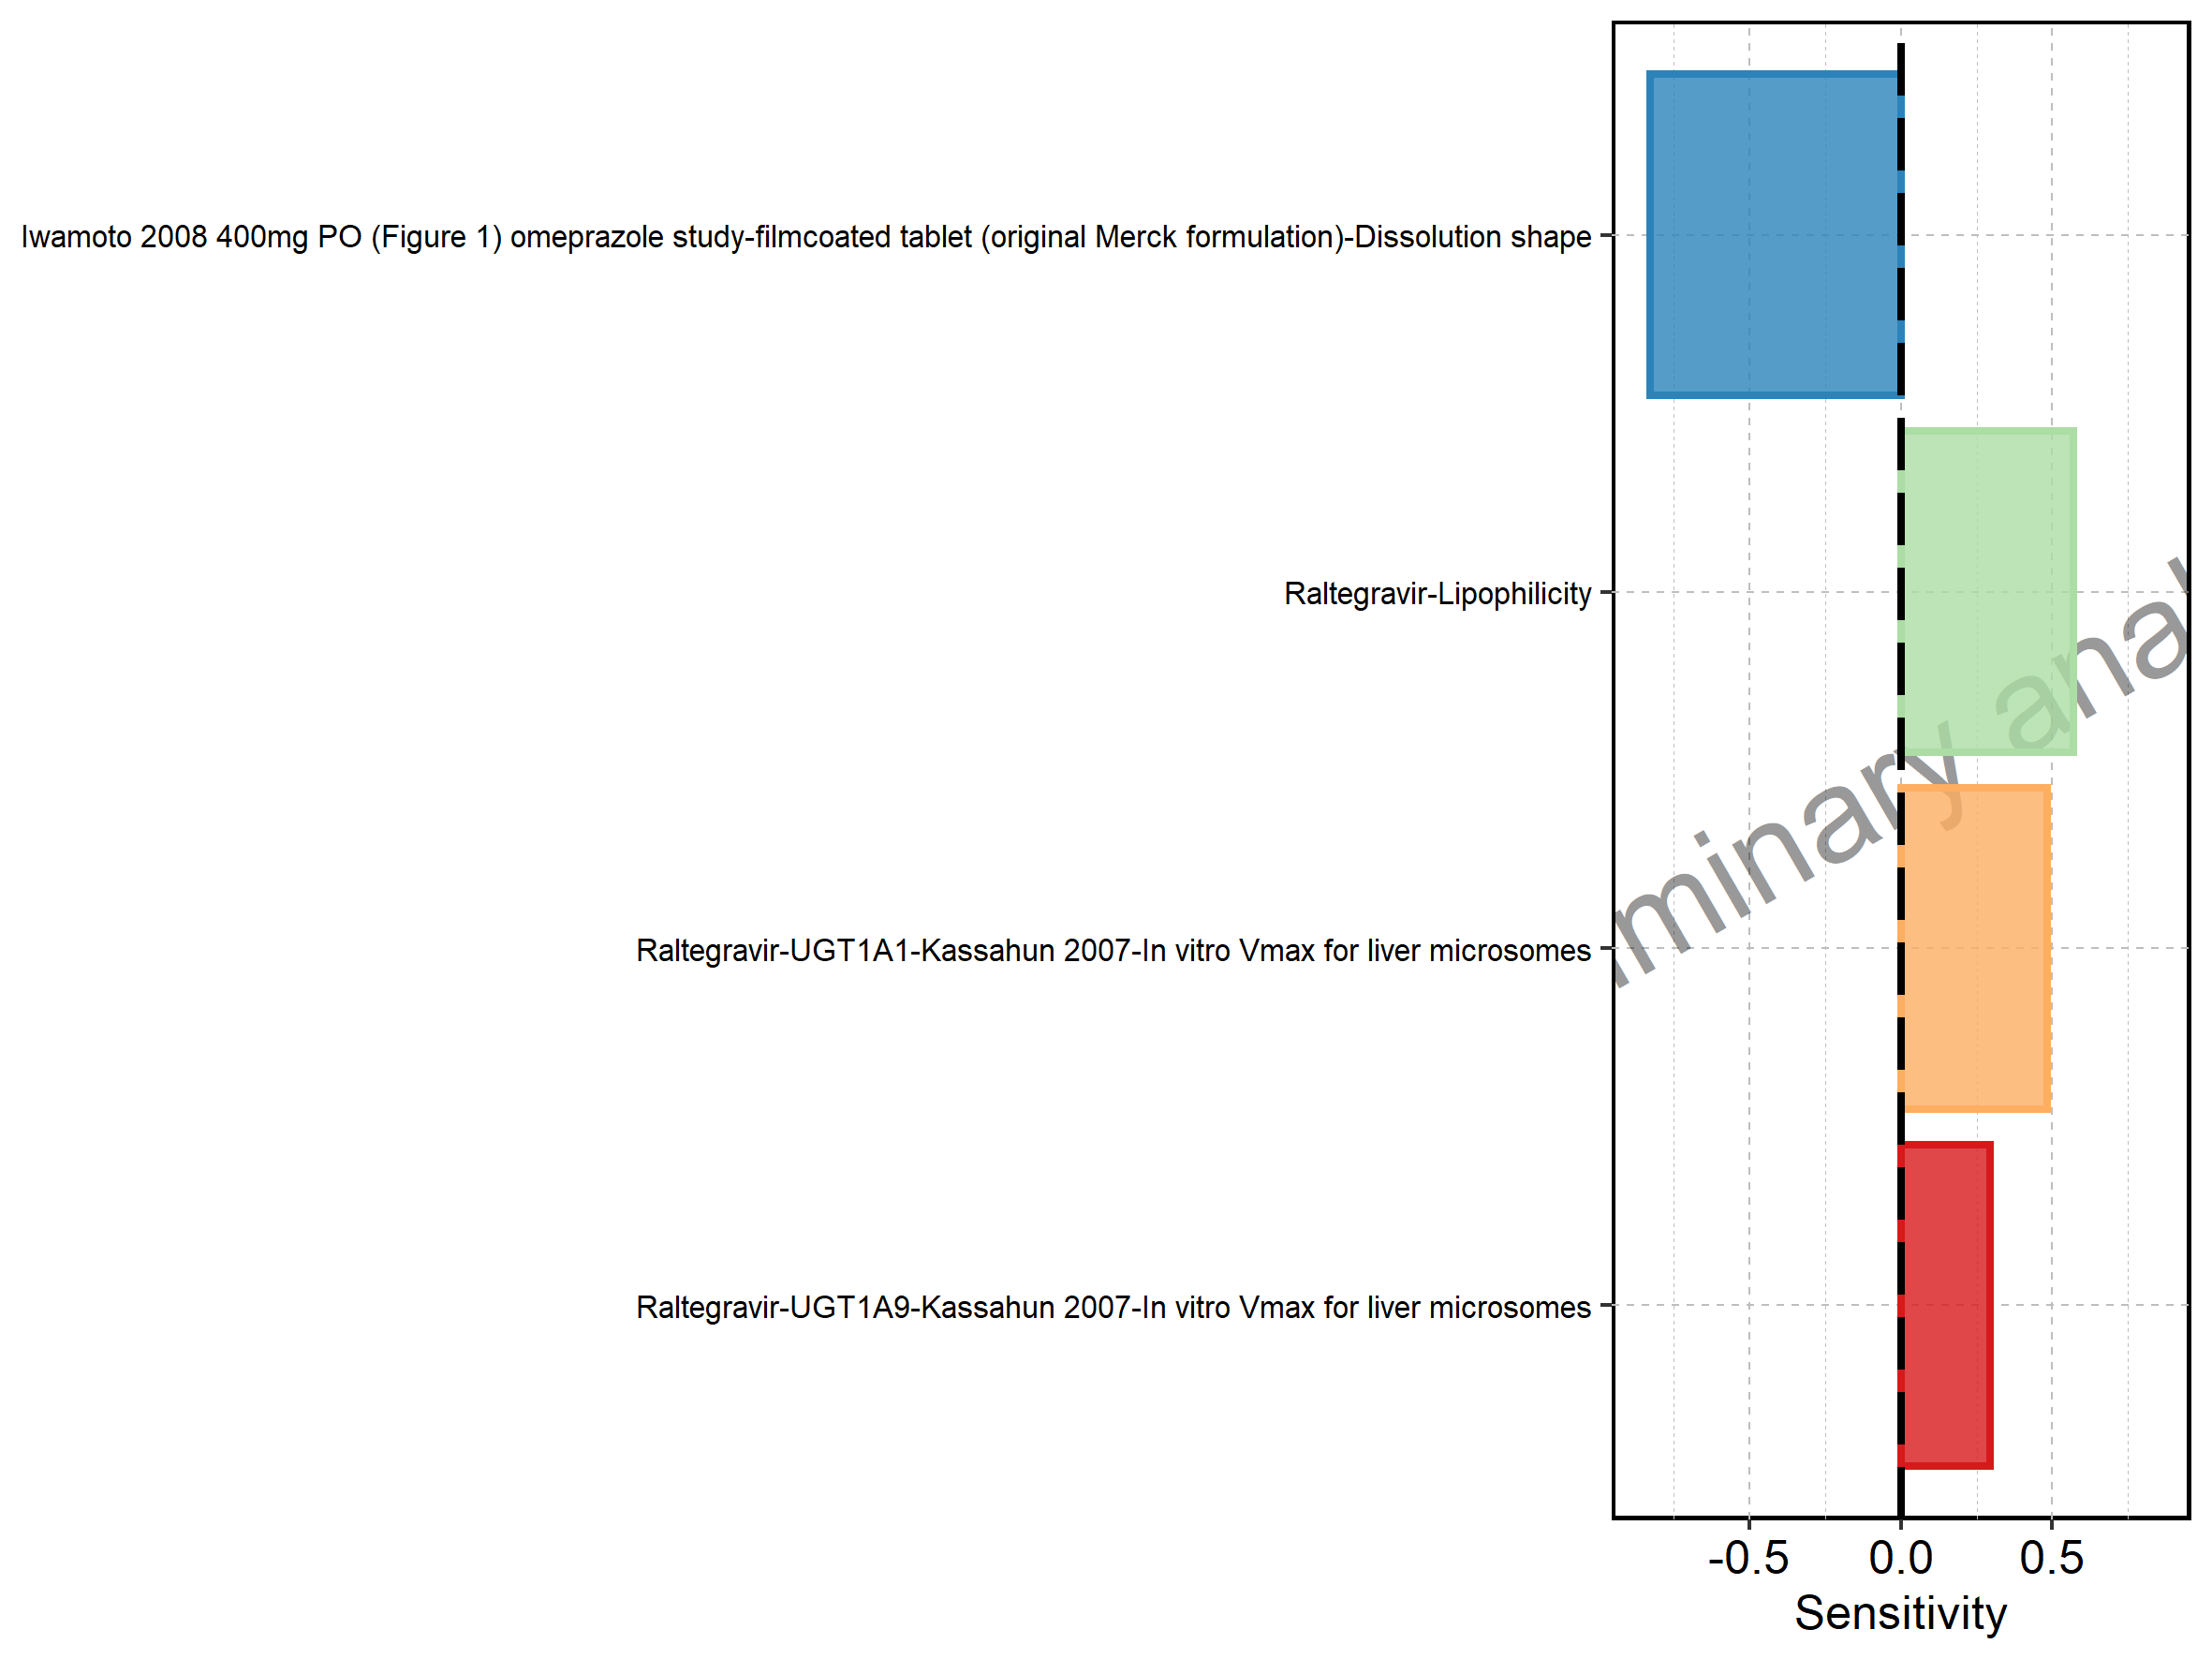 Iwamoto 2008 400mg PO (Figure 1) omeprazole study-filmcoated tablet (original Merck formulation)-Dissolution shape
Raltegravir-Lipophilicity
Raltegravir-UGT1A1-Kassahun 2007-In vitro Vmax for liver microsomes
Raltegravir-UGT1A9-Kassahun 2007-In vitro Vmax for liver microsomes
minary anal
-0.5 0.0 0.5
Sensitivity